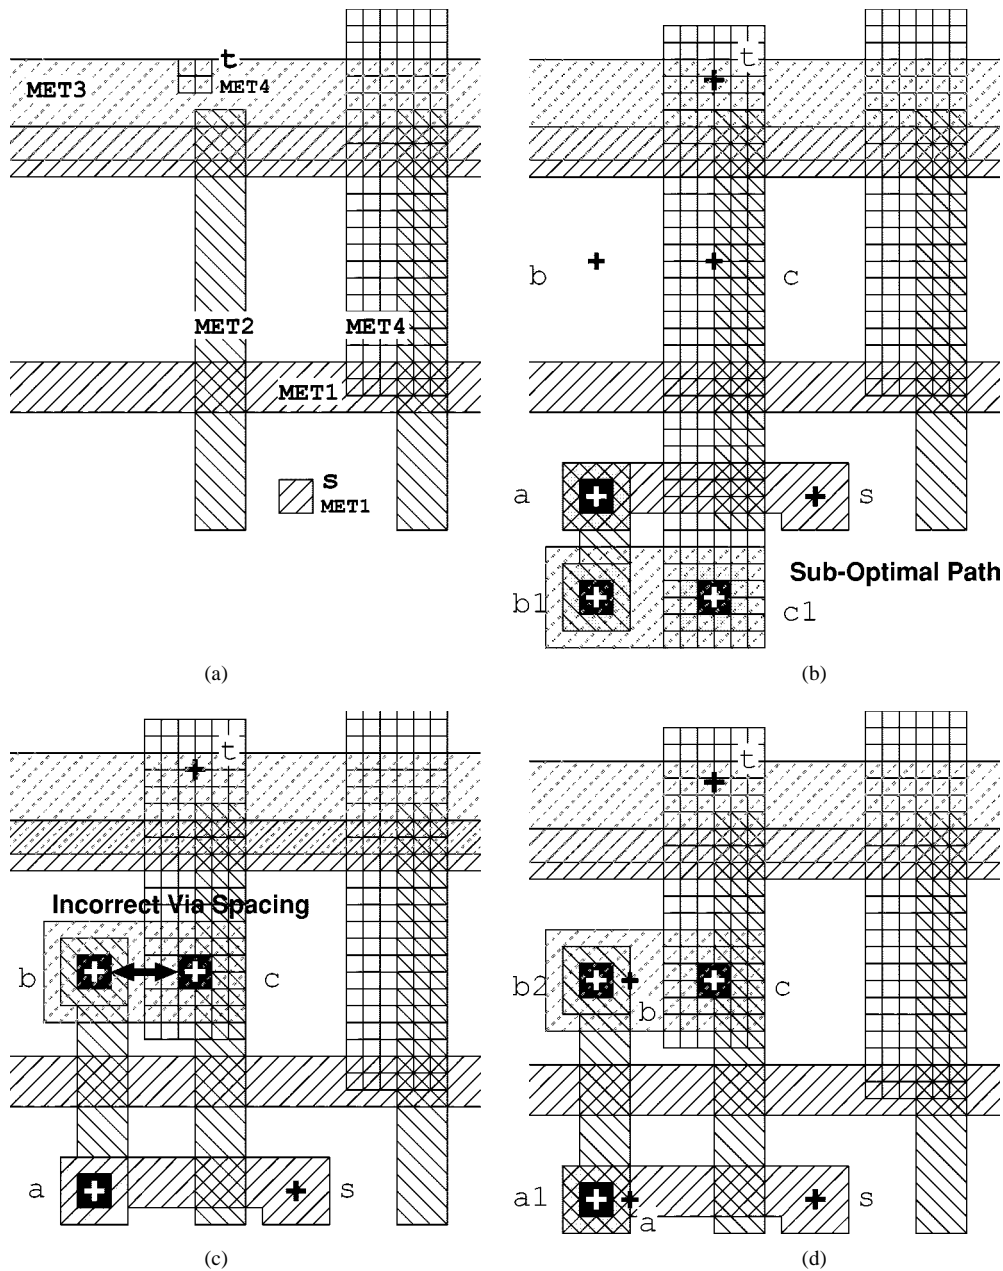 t
MET3
MET4
MET2
MET4
MET1
s
MET1
(a)
t
b
c
a
s
Sub-Optimal Path
b1
c1
(b)
t
Incorrect Via Spacing
b
c
a
s
(c)
t
b2
c
b
a1
s
a
(d)